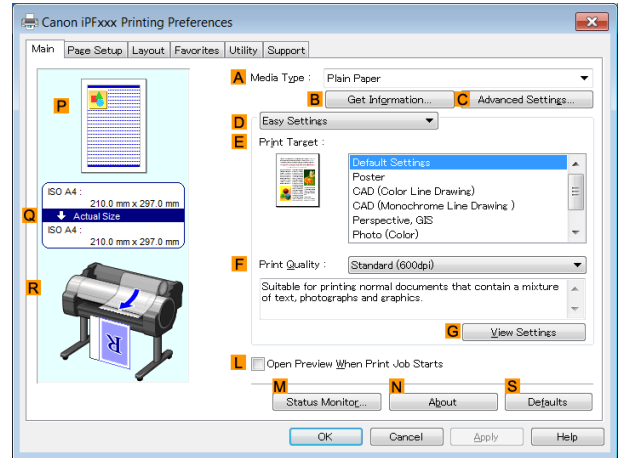 Canon iPFxxx Printing Preferences
Main Page Setup Layout Favorites Utility Support
A Media Type : Plain Paper
B Get Information... C Advanced Settings...
D Easy Settings
E Print Target :
Default Settings
Poster
CAD (Color Line Drawing)
CAD (Monochrome Line Drawing )
Perspective, GIS
Photo (Color)
F Print Quality : Standard (600dpi)
Suitable for printing normal documents that contain a mixture
of text, photographs and graphics.
G View Settings
P
ISO A4 :
210.0 mm x 297.0 mm
Q Actual Size
ISO A4 :
210.0 mm x 297.0 mm
R
R
L Open Preview When Print Job Starts
M N S
Status Monitor... About Defaults
OK Cancel Apply Help